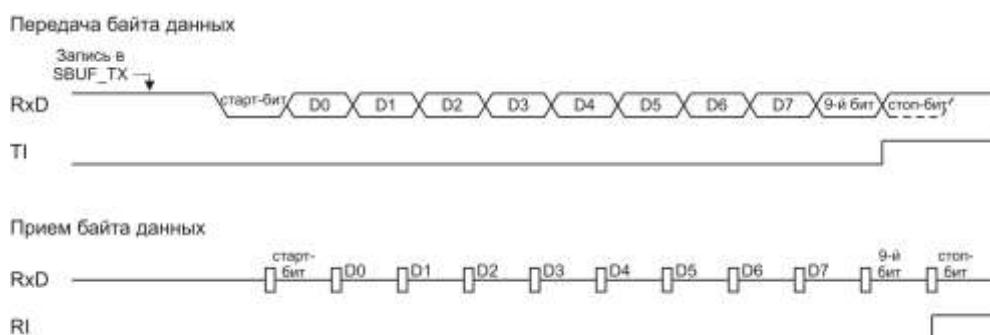 Передача байта данных
Запись в
SBUF_TX
RxD старт-бит D0 D1 D2 D3 D4 D5 D6 D7 9-й бит стоп-бит
TI
Прием байта данных
старт- 9-й стоп-
RxD бит D0 D1 D2 D3 D4 D5 D6 D7 бит бит
RI